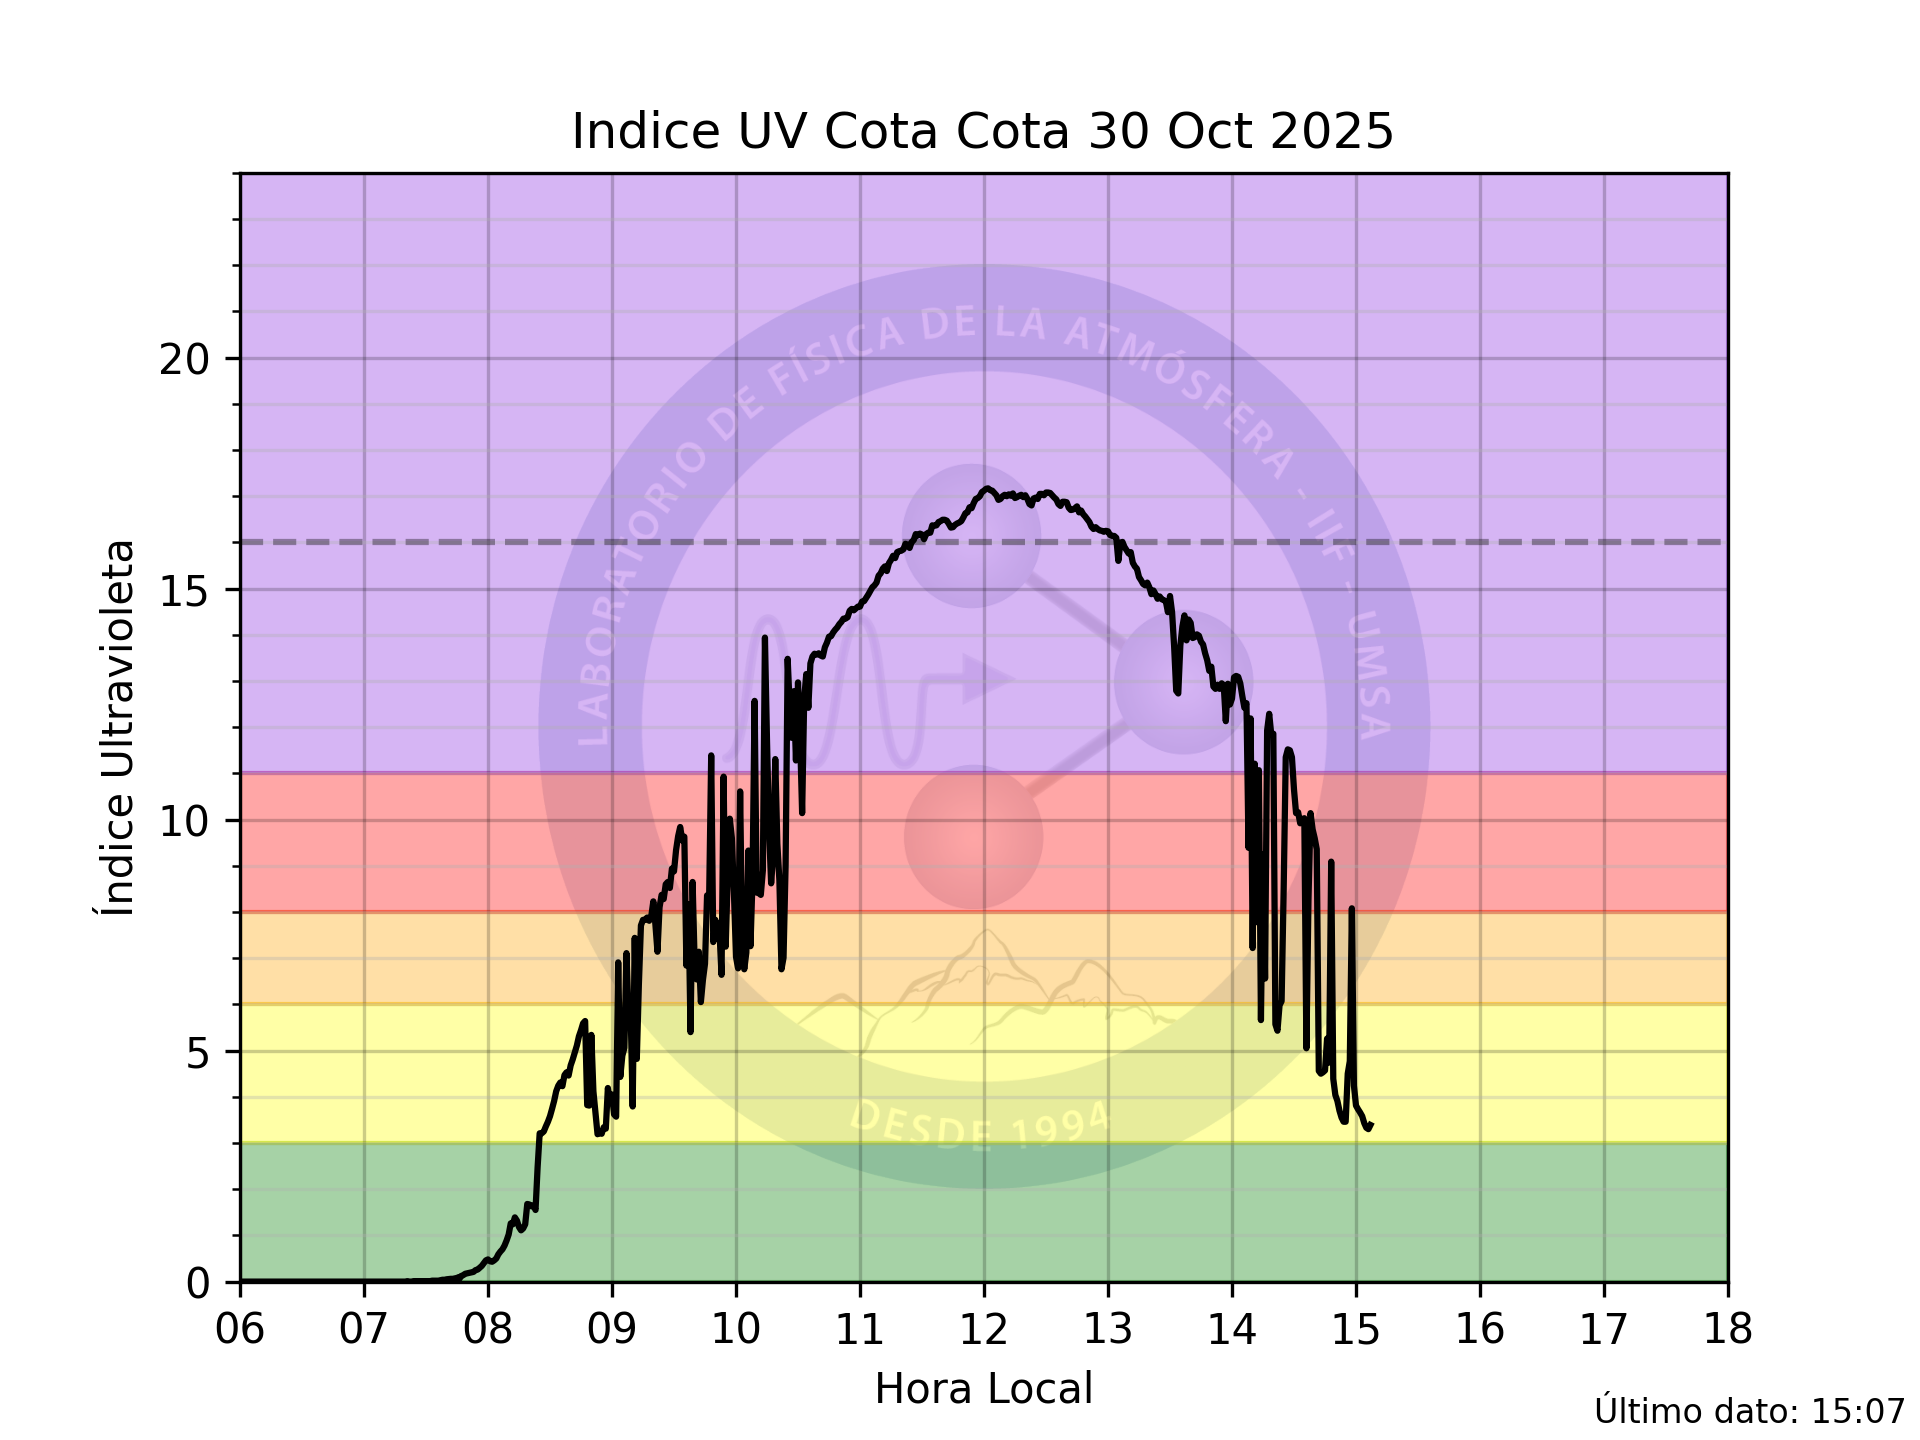 Indice UV Cota Cota 30 Oct 2025
LABORATORIO DE FÍSICA DE LA ATMÓSFERA - IIF - UMSA
20
15
10
5
0
Índice Ultravioleta
DESDE 1994
06 07 08 09 10 11 12 13 14 15 16 17 18
Hora Local
Último dato: 15:07